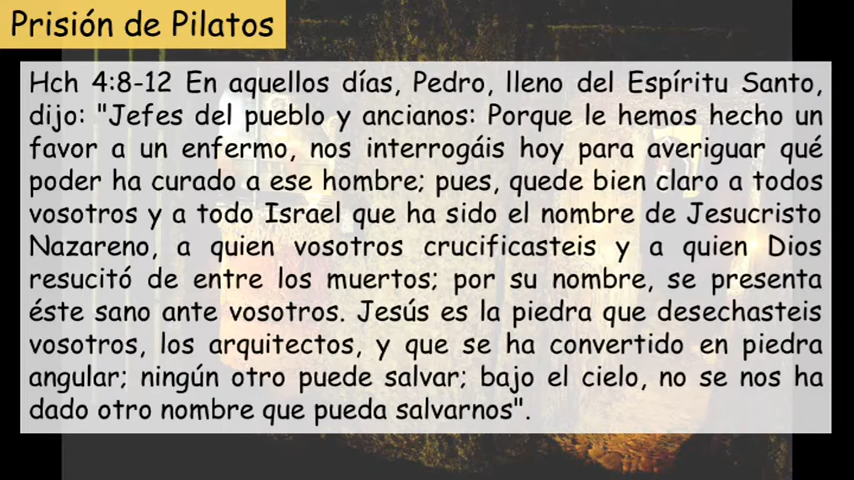 Prisión de Pilatos
Hch 4:8-12 En aquellos días, Pedro, lleno del Espíritu Santo,
dijo: "Jefes del pueblo y ancianos: Porque le hemos hecho un
favor a un enfermo, nos interrogáis hoy para averiguar qué
poder ha curado a ese hombre; pues, quede bien claro a todos
vosotros y a todo Israel que ha sido el nombre de Jesucristo
Nazareno, a quien vosotros crucificasteis y a quien Dios
resucitó de entre los muertos; por su nombre, se presenta
éste sano ante vosotros. Jesús es la piedra que desechasteis
vosotros, los arquitectos, y que se ha convertido en piedra
angular; ningún otro puede salvar; bajo el cielo, no se nos ha
dado otro nombre que pueda salvarnos".